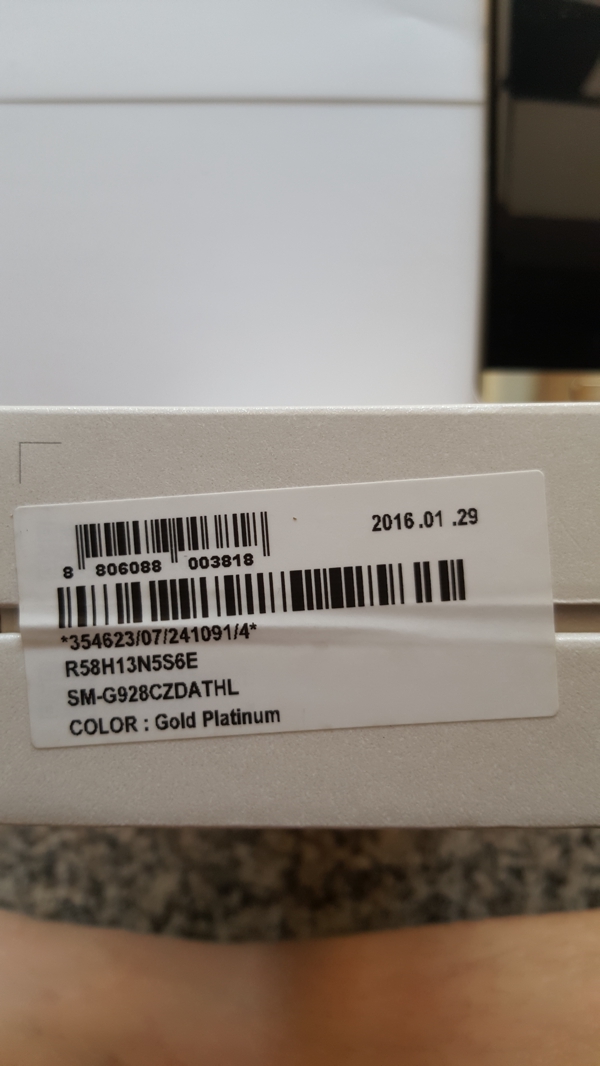 2016.01 .29
8 806088 003818
*354623/07/241091/4*
R58H13N5S6E
SM-G928CZDATHL
COLOR : Gold Platinum